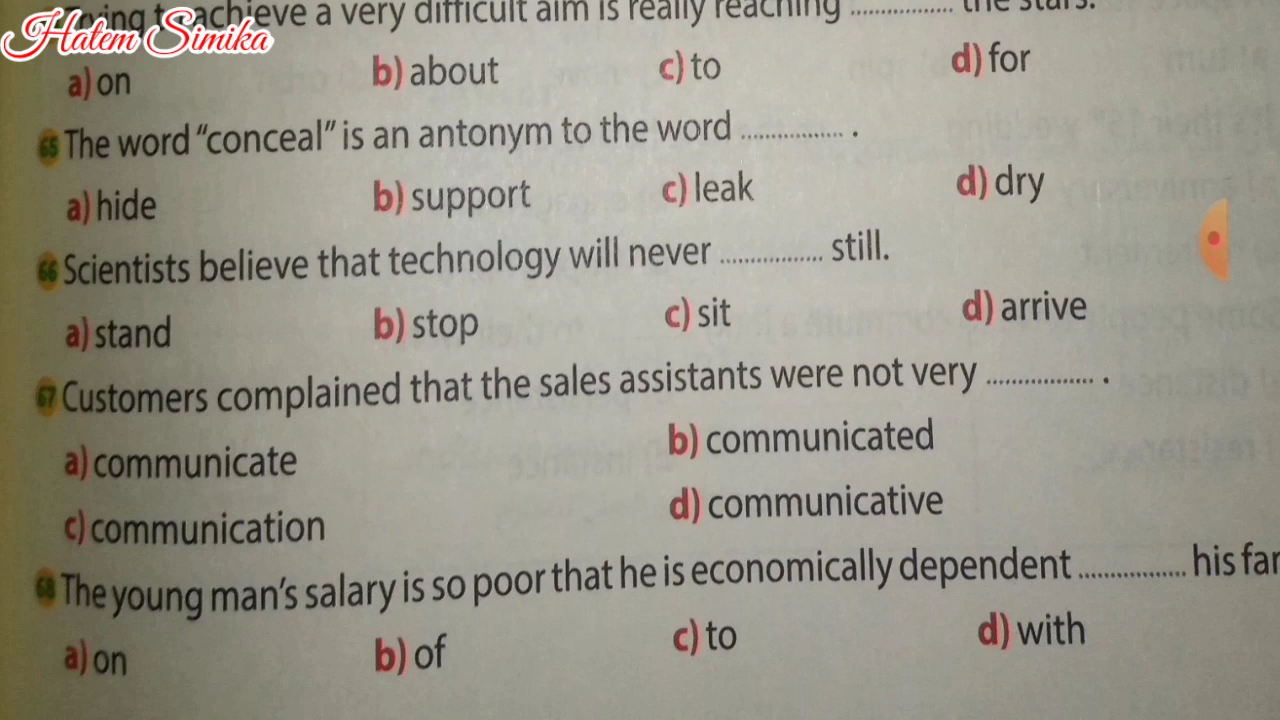 Hatem Simika
achieve a very difficult aim is really reaching ................ the stars.
a) on b) about c) to d) for
65 The word “conceal” is an antonym to the word ................ .
a) hide b) support c) leak d) dry
66 Scientists believe that technology will never ................ still.
a) stand b) stop c) sit d) arrive
67 Customers complained that the sales assistants were not very ................ .
a) communicate b) communicated
c) communication d) communicative
68 The young man’s salary is so poor that he is economically dependent ................ his far
a) on b) of c) to d) with